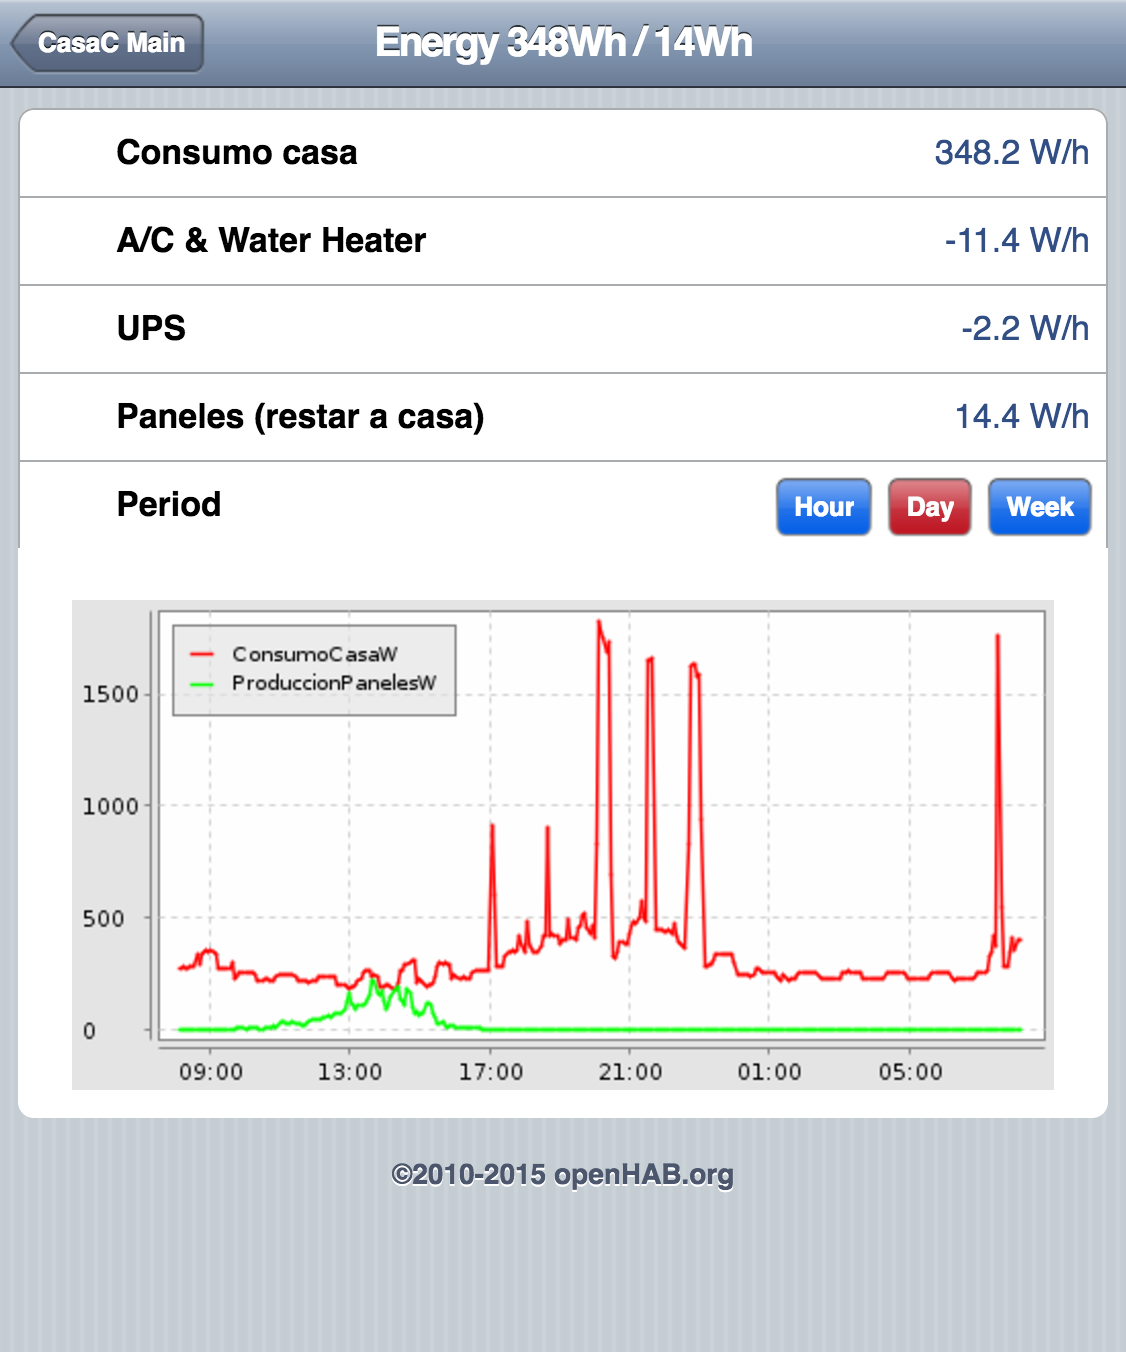 CasaC Main
Energy 348Wh / 14Wh
Consumo casa 348.2 W/h
A/C & Water Heater -11.4 W/h
UPS -2.2 W/h
Paneles (restar a casa) 14.4 W/h
Period Hour Day Week
ConsumoCasaW
ProduccionPanelesW
1500
1000
500
0
09:00 13:00 17:00 21:00 01:00 05:00
©2010-2015 openHAB.org